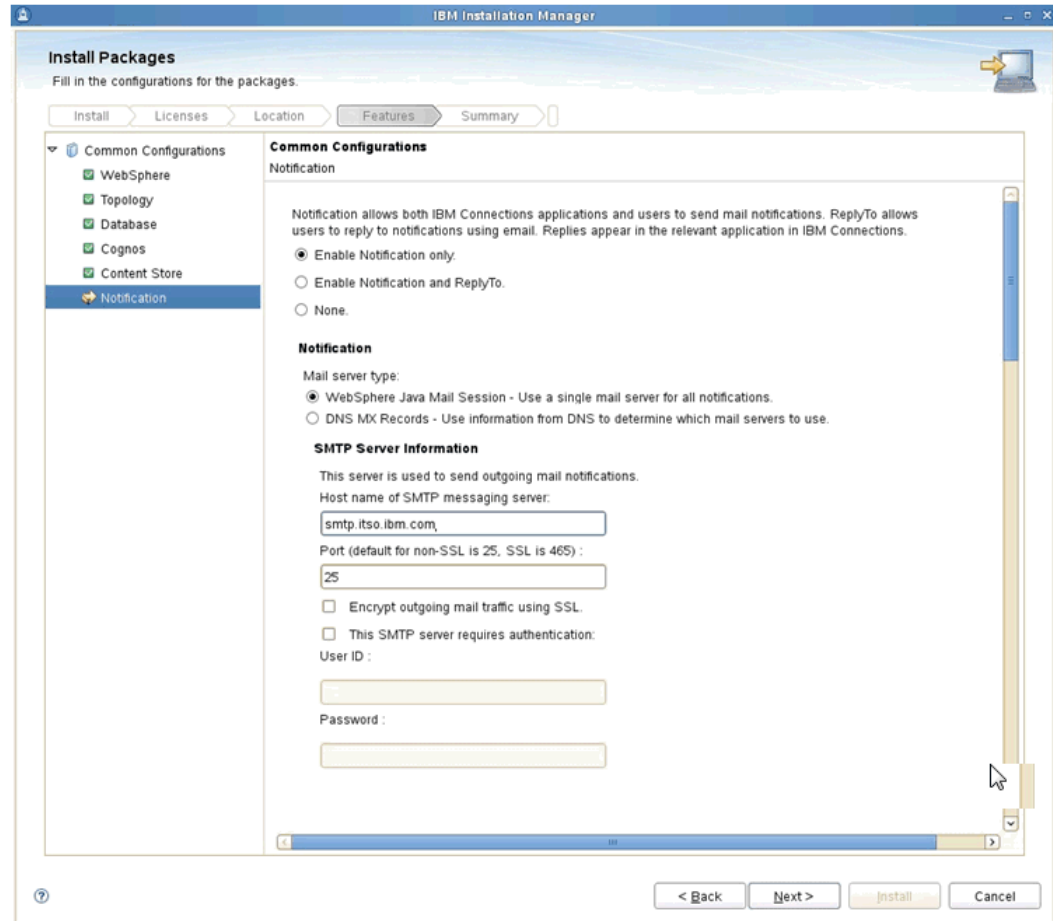 IBM Installation Manager
Install Packages
Fill in the configurations for the packages.
Install Licenses Location Features Summary
Common Configurations
WebSphere
Topology
Database
Cognos
Content Store
Notification
Common Configurations
Notification
Notification allows both IBM Connections applications and users to send mail notifications. ReplyTo allows
users to reply to notifications using email. Replies appear in the relevant application in IBM Connections.
Enable Notification only.
Enable Notification and ReplyTo.
None.
Notification
Mail server type:
WebSphere Java Mail Session - Use a single mail server for all notifications.
DNS MX Records - Use information from DNS to determine which mail servers to use.
SMTP Server Information
This server is used to send outgoing mail notifications.
Host name of SMTP messaging server:
smtp.itso.ibm.com
Port (default for non-SSL is 25, SSL is 465) :
25
Encrypt outgoing mail traffic using SSL.
This SMTP server requires authentication:
User ID :
Password :
? < Back Next > Install Cancel